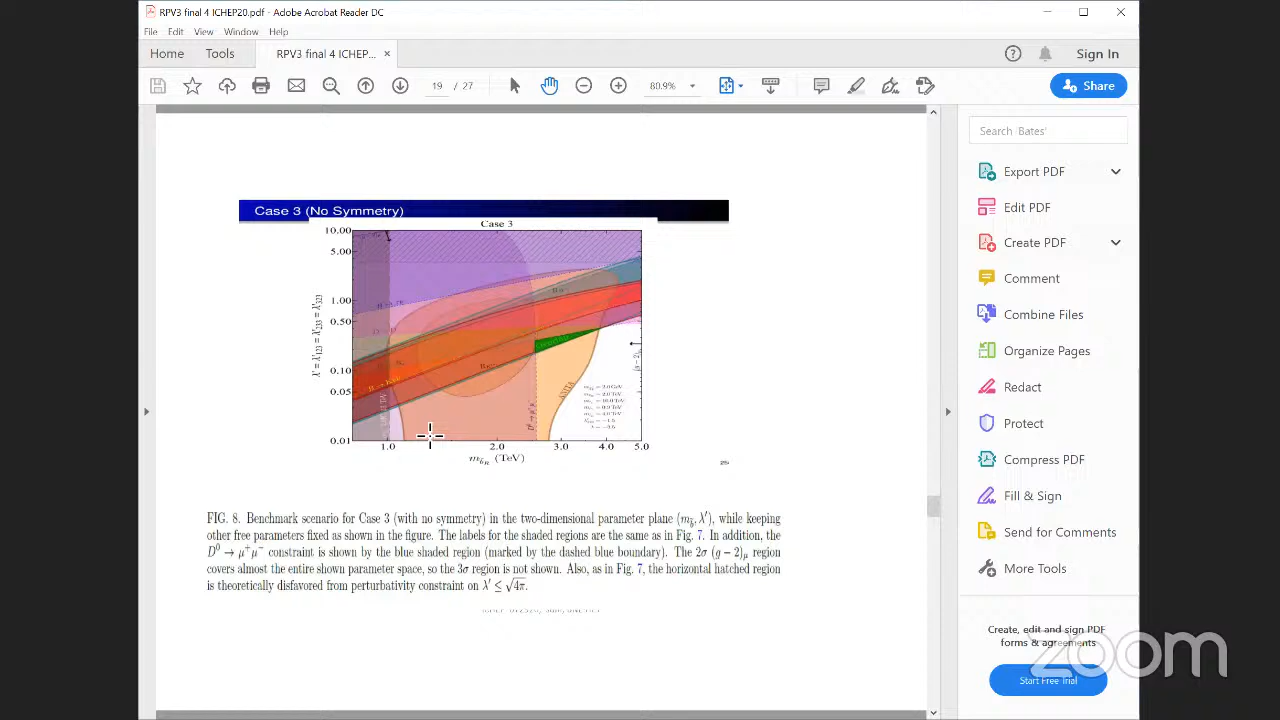 RPV3 final 4 ICHEP20.pdf - Adobe Acrobat Reader DC
File Edit View Window Help
Home Tools RPV3 final 4 ICHEP... × Sign In
19 / 27 80.9% Share
Search 'Bates'
Export PDF
Edit PDF
Create PDF
Comment
Combine Files
Organize Pages
Redact
Protect
Compress PDF
Fill & Sign
Send for Comments
More Tools
Create, edit and sign PDF
forms & agreements
Start Free Trial
Case 3 (No Symmetry)
Case 3
10.00
5.00
1.00
0.50
0.10
0.05
0.01
λ' = λ'₁₂₃ = λ'₂₃₃ = λ'₃₂₃
ANITA
1.0 2.0 3.0 4.0 5.0
m_b̃R (TeV)
FIG. 8. Benchmark scenario for Case 3 (with no symmetry) in the two-dimensional parameter plane (m_b̃, λ'), while keeping
other free parameters fixed as shown in the figure. The labels for the shaded regions are the same as in Fig. 7. In addition, the
D⁰ → μ⁺μ⁻ constraint is shown by the blue shaded region (marked by the dashed blue boundary). The 2σ (g − 2)_μ region
covers almost the entire shown parameter space, so the 3σ region is not shown. Also, as in Fig. 7, the horizontal hatched region
is theoretically disfavored from perturbativity constraint on λ' ≤ √4π.
zoom